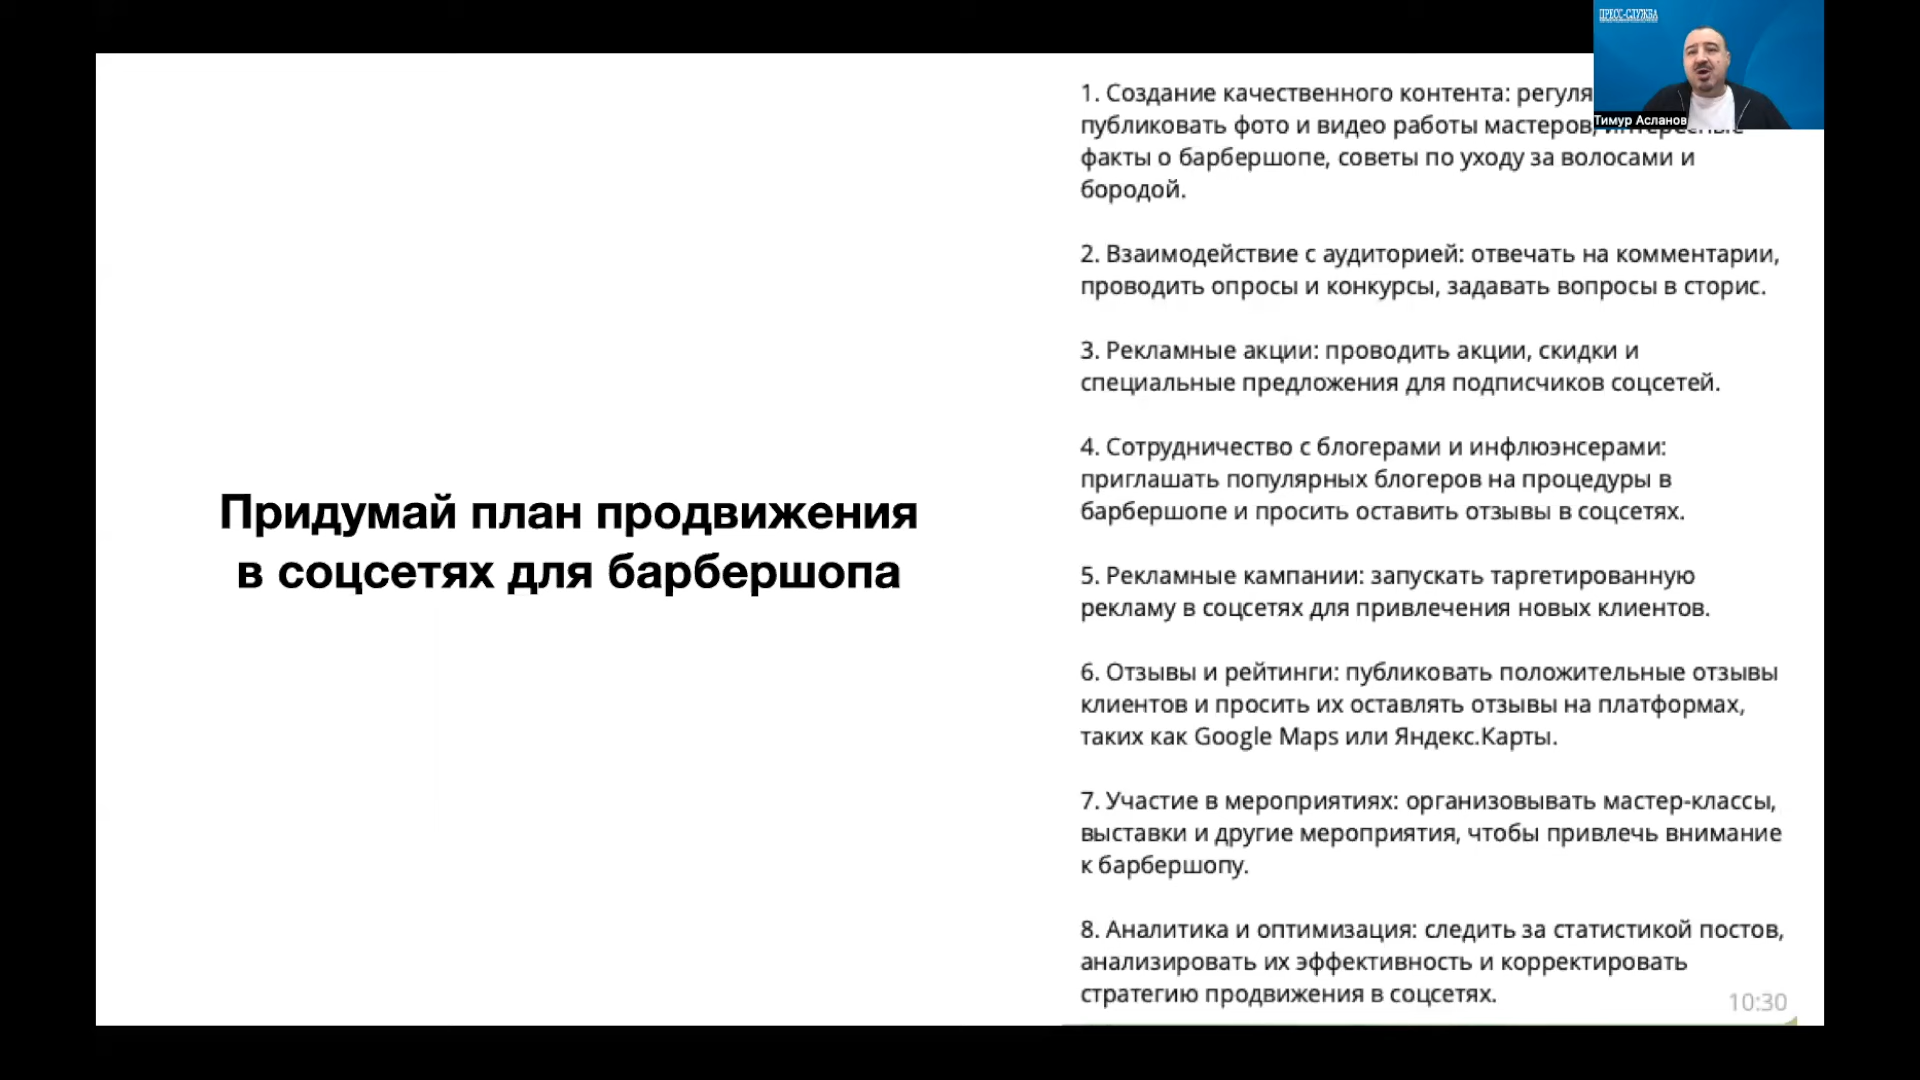 ПРЕСС-СЛУЖБА
Тимур Асланов
Придумай план продвижения
в соцсетях для барбершопа
1. Создание качественного контента:
публиковать фото и видео работы мастеров,
факты о барбершопе, советы по уходу за волосами и
бородой.
2. Взаимодействие с аудиторией: отвечать на комментарии,
проводить опросы и конкурсы, задавать вопросы в сторис.
3. Рекламные акции: проводить акции, скидки и
специальные предложения для подписчиков соцсетей.
4. Сотрудничество с блогерами и инфлюэнсерами:
приглашать популярных блогеров на процедуры в
барбершопе и просить оставить отзывы в соцсетях.
5. Рекламные кампании: запускать таргетированную
рекламу в соцсетях для привлечения новых клиентов.
6. Отзывы и рейтинги: публиковать положительные отзывы
клиентов и просить их оставлять отзывы на платформах,
таких как Google Maps или Яндекс.Карты.
7. Участие в мероприятиях: организовывать мастер-классы,
выставки и другие мероприятия, чтобы привлечь внимание
к барбершопу.
8. Аналитика и оптимизация: следить за статистикой постов,
анализировать их эффективность и корректировать
стратегию продвижения в соцсетях.
10:30